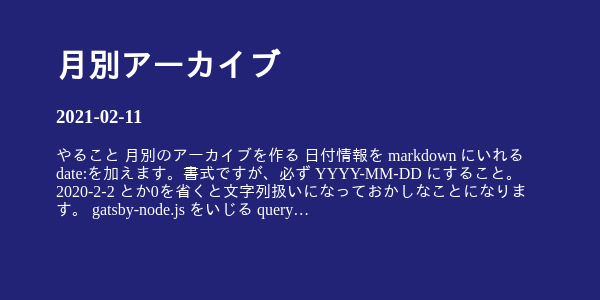 月別アーカイブ
2021-02-11
やること 月別のアーカイブを作る 日付情報を markdown にいれる
date:を加えます。書式ですが、必ず YYYY-MM-DD にすること。
2020-2-2 とか0を省くと文字列扱いになっておかしなことになりま
す。 gatsby-node.js をいじる query…